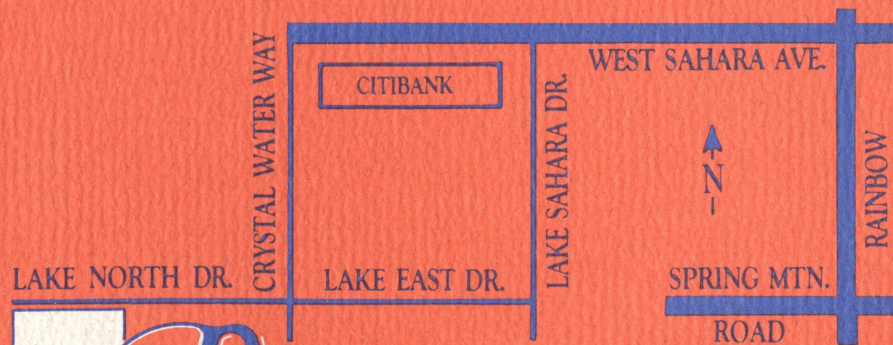 WEST SAHARA AVE.
CITIBANK
CRYSTAL WATER WAY
LAKE SAHARA DR.
N
RAINBOW
LAKE NORTH DR.
LAKE EAST DR.
SPRING MTN.
ROAD